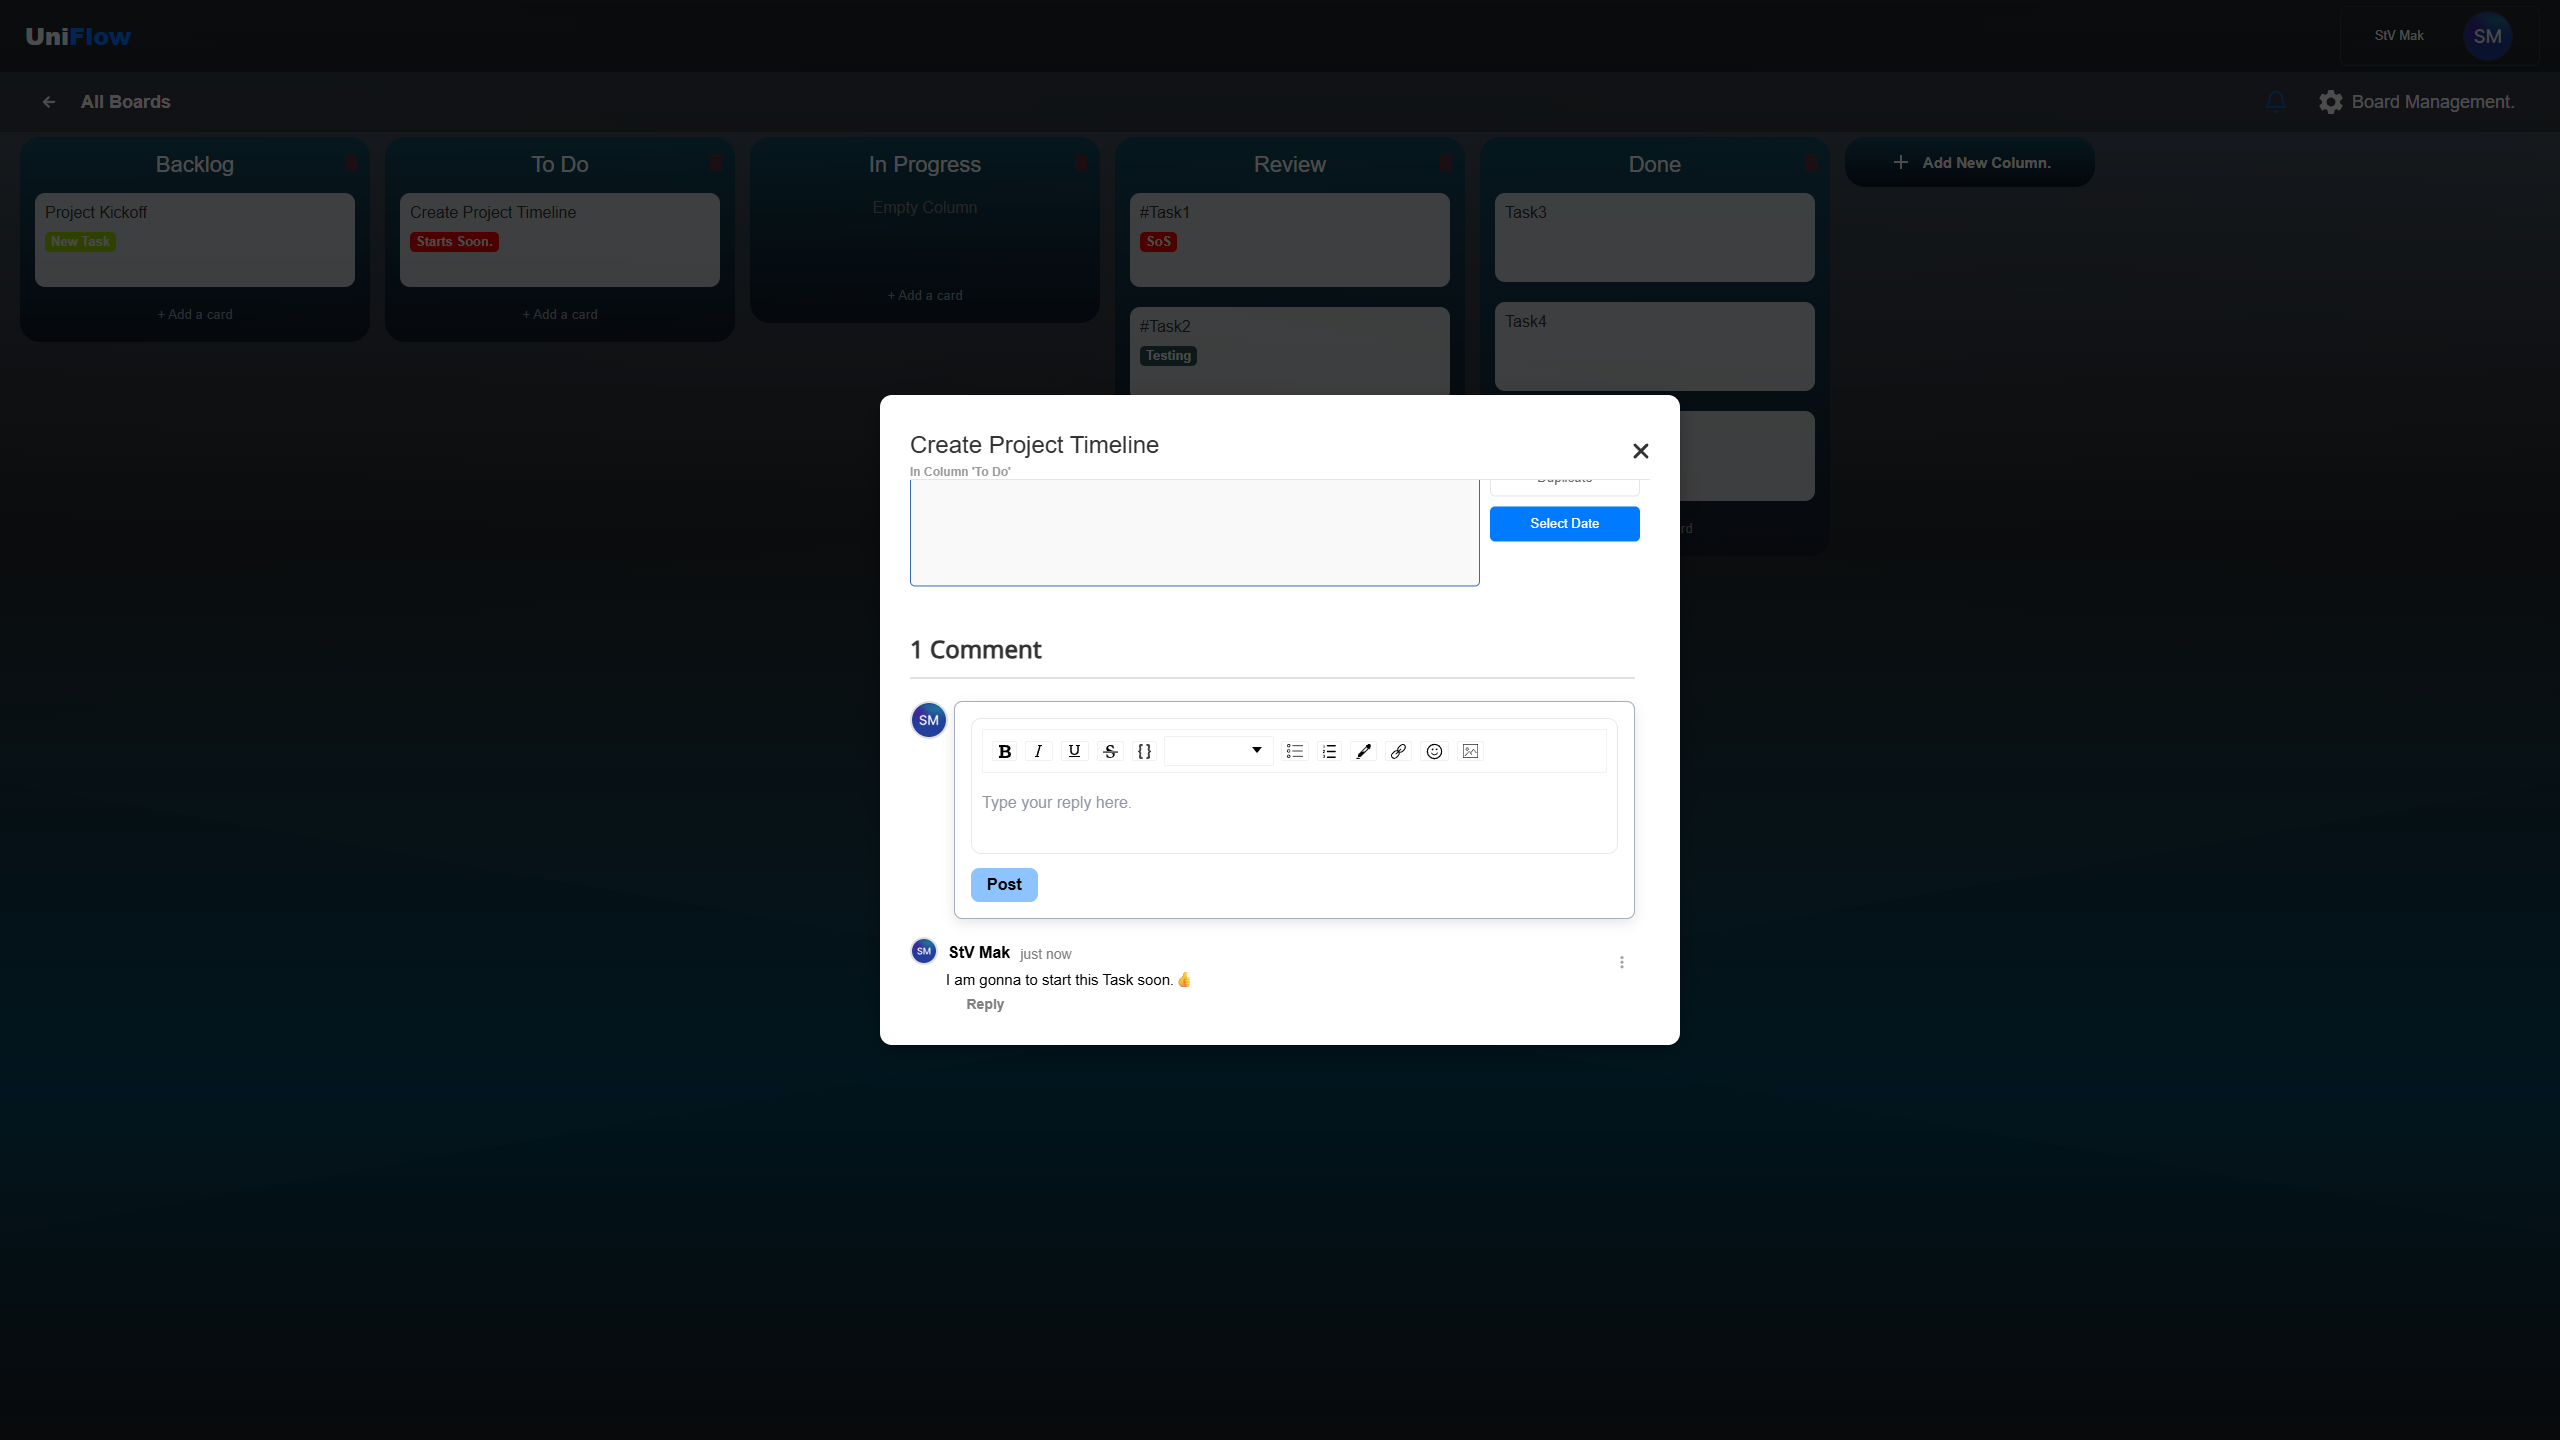 UniFlow
StV Mak
SM
All Boards
Board Management.
Backlog
Project Kickoff
New Task
+ Add a card
To Do
Create Project Timeline
Starts Soon.
+ Add a card
In Progress
Empty Column
+ Add a card
Review
#Task1
SoS
#Task2
Testing
Done
Task3
Task4
rd
Add New Column.
Create Project Timeline
In Column 'To Do'
Duplicate
Select Date
1 Comment
SM
B I U S {}
Type your reply here.
Post
SM
StV Mak just now
I am gonna to start this Task soon. 👍
Reply